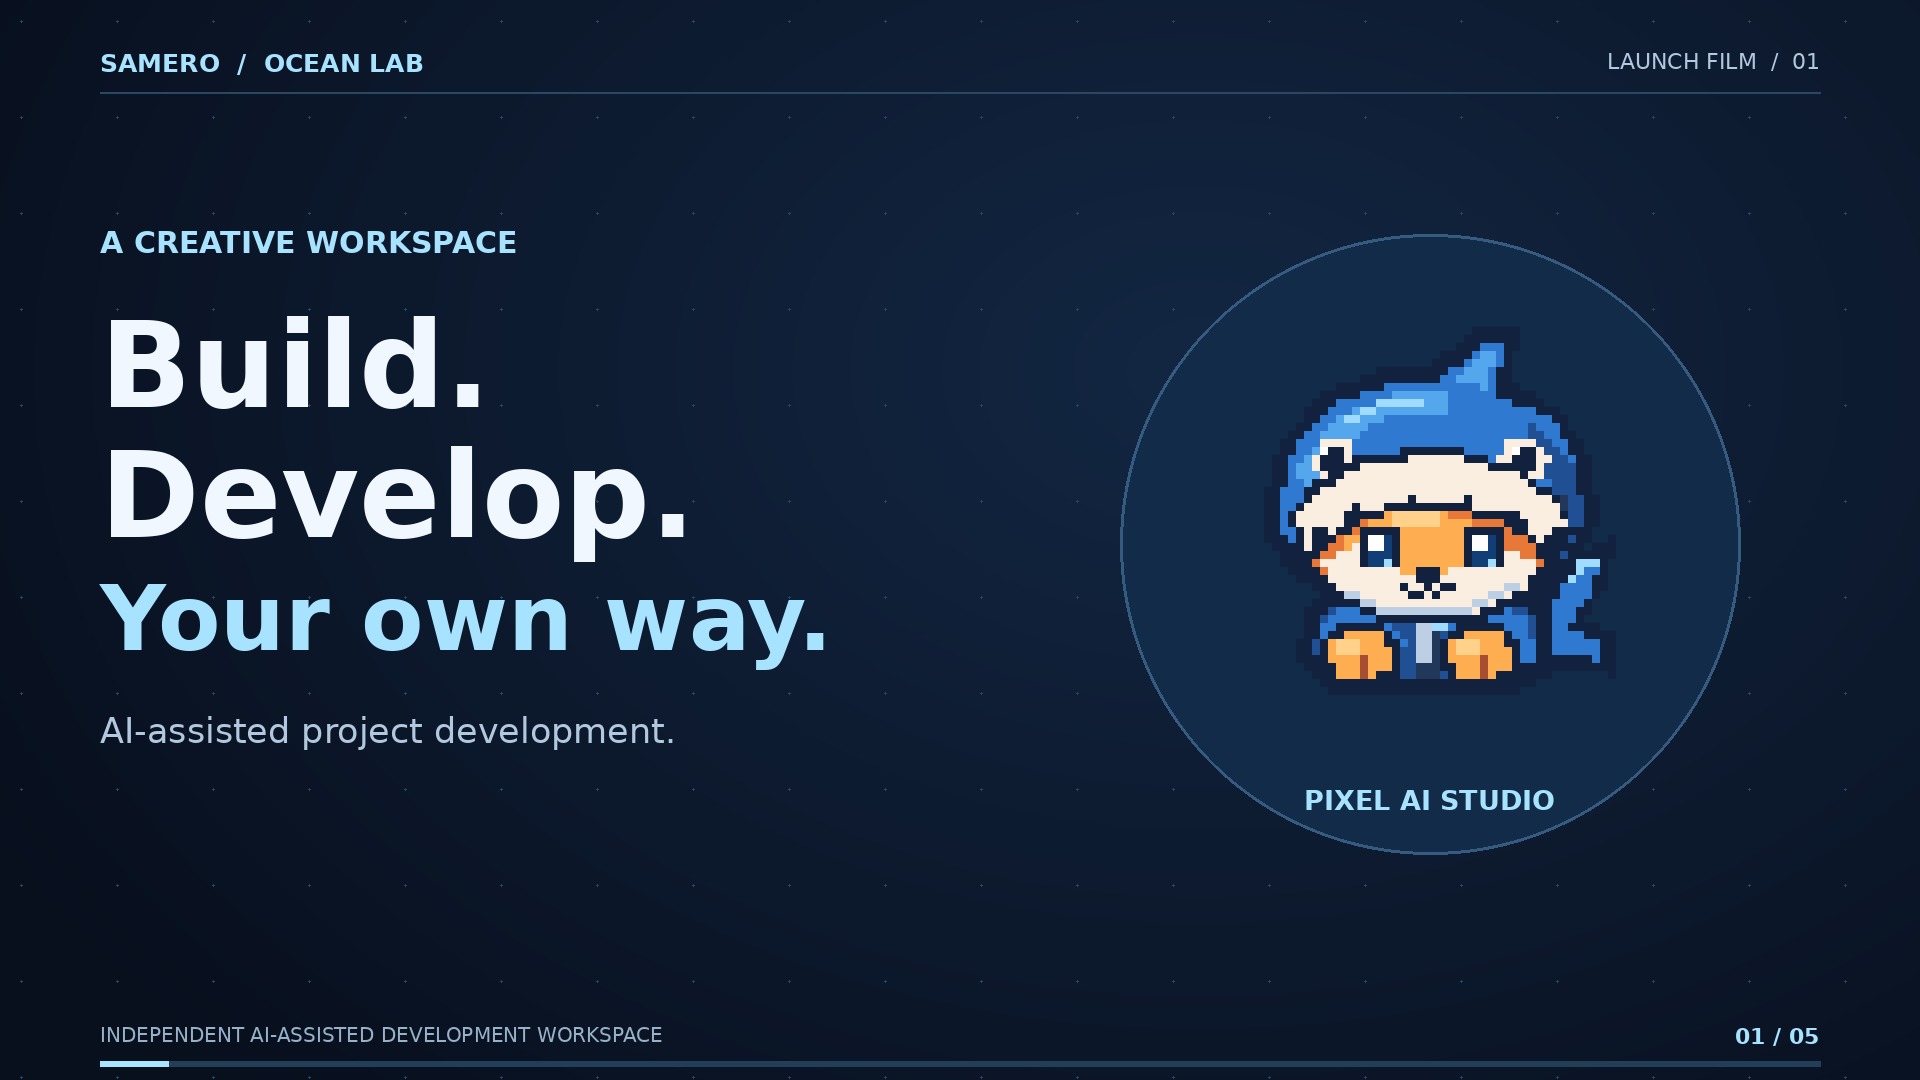 SAMERO / OCEAN LAB
LAUNCH FILM / 01
A CREATIVE WORKSPACE
Build.
Develop.
Your own way.
AI-assisted project development.
PIXEL AI STUDIO
INDEPENDENT AI-ASSISTED DEVELOPMENT WORKSPACE
01 / 05